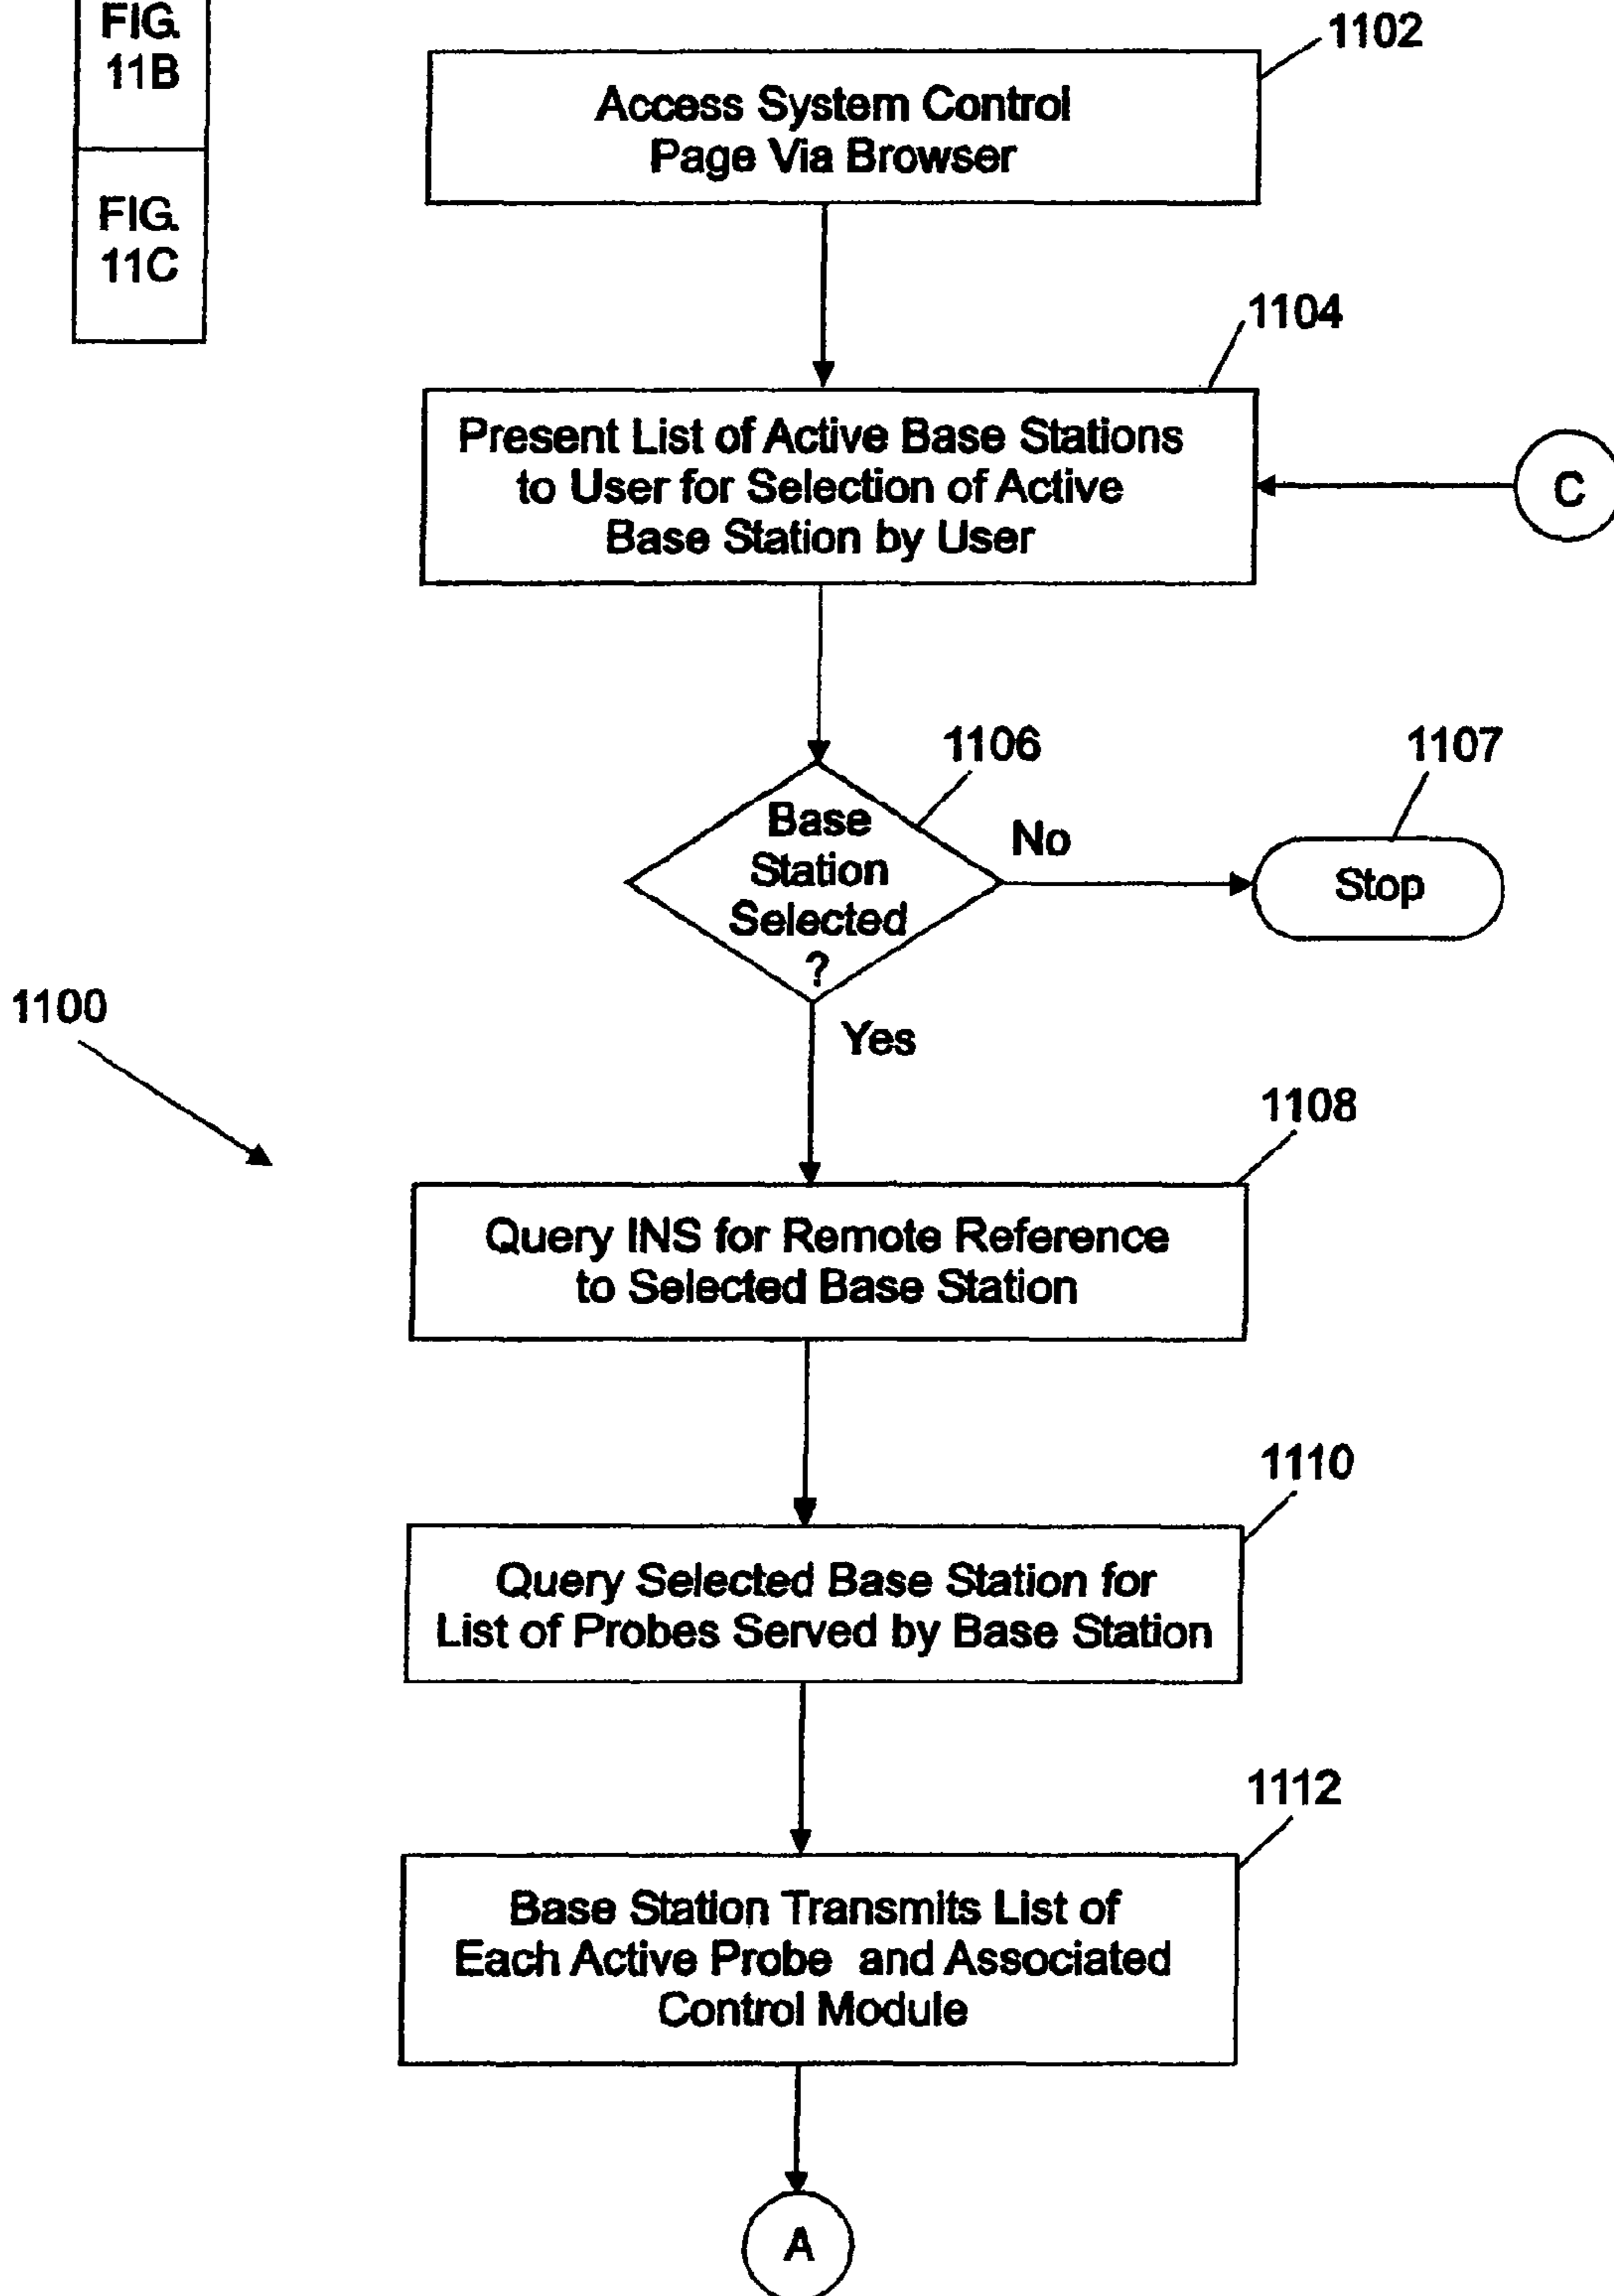 FIG.
11B
FIG.
11C
1102
Access System Control
Page Via Browser
1104
Present List of Active Base Stations
to User for Selection of Active
Base Station by User
C
1106
Base
Station
Selected
?
No
1107
Stop
Yes
1100
1108
Query INS for Remote Reference
to Selected Base Station
1110
Query Selected Base Station for
List of Probes Served by Base Station
1112
Base Station Transmits List of
Each Active Probe and Associated
Control Module
A